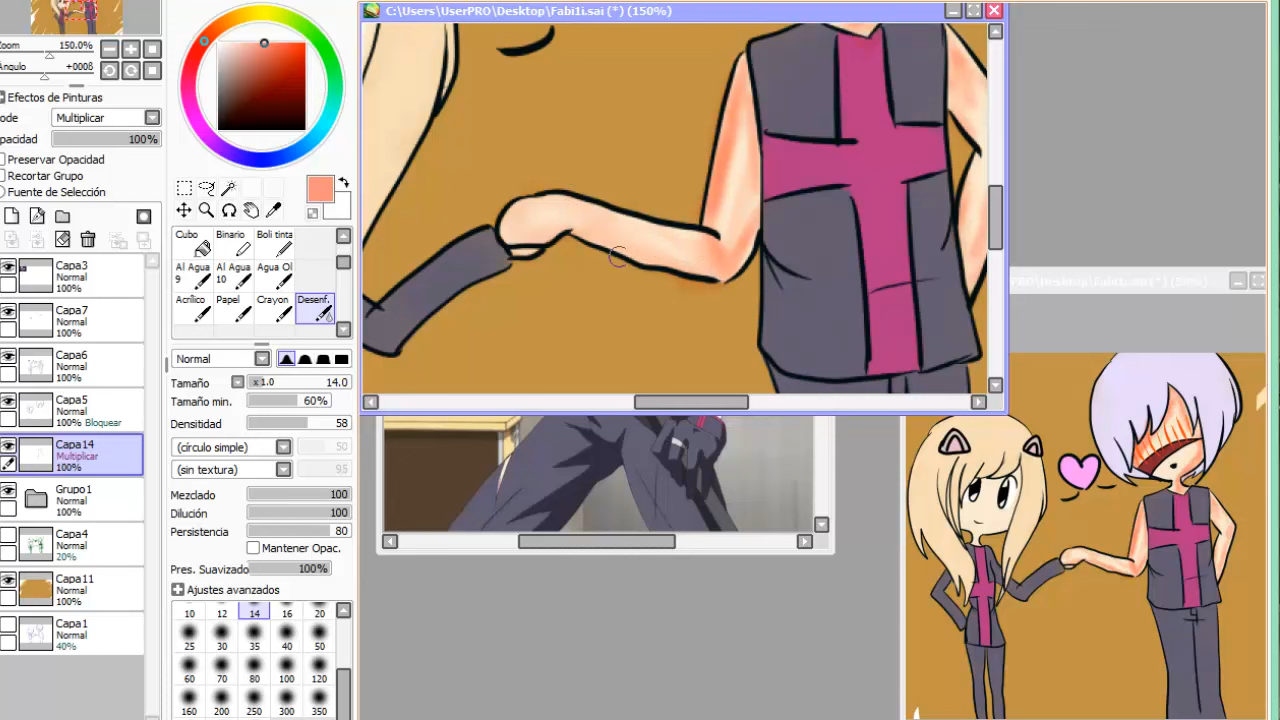 C:\Users\UserPRO\Desktop\Fabi1i.sai (*) (150%)
Zoom 150.0%
Ángulo +0008
Efectos de Pinturas
ode Multiplicar
pacidad 100%
Preservar Opacidad
Recortar Grupo
Fuente de Selección
Capa3
Normal
100%
Capa7
Normal
100%
Capa6
Normal
100%
Capa5
Normal
100% Bloquear
Capa14
Multiplicar
100%
Grupo1
Normal
100%
Capa4
Normal
20%
Capa11
Normal
100%
Capa1
Normal
40%
Cubo Binario Boli tinta
Al Agua 9 Al Agua 10 Agua Ol
Acrílico Papel Crayon Desenf.
Normal
Tamaño x1.0 14.0
Tamaño min. 60%
Densitidad 58
(círculo simple) 50
(sin textura) 95
Mezclado 100
Dilución 100
Persistencia 80
Mantener Opac.
Pres. Suavizado 100%
Ajustes avanzados
10 12 14 16 20
25 30 35 40 50
60 70 80 100 120
160 200 250 300 350